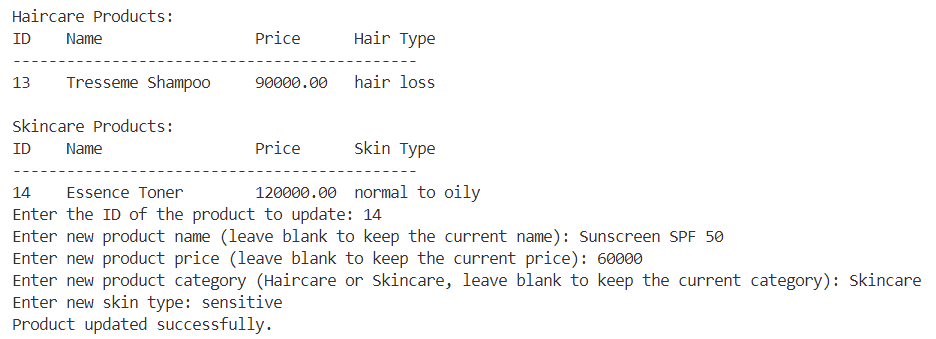 Haircare Products:
ID    Name                 Price      Hair Type
---------------------------------------------
13    Tresseme Shampoo     90000.00   hair loss

Skincare Products:
ID    Name                 Price      Skin Type
---------------------------------------------
14    Essence Toner        120000.00  normal to oily
Enter the ID of the product to update: 14
Enter new product name (leave blank to keep the current name): Sunscreen SPF 50
Enter new product price (leave blank to keep the current price): 60000
Enter new product category (Haircare or Skincare, leave blank to keep the current category): Skincare
Enter new skin type: sensitive
Product updated successfully.